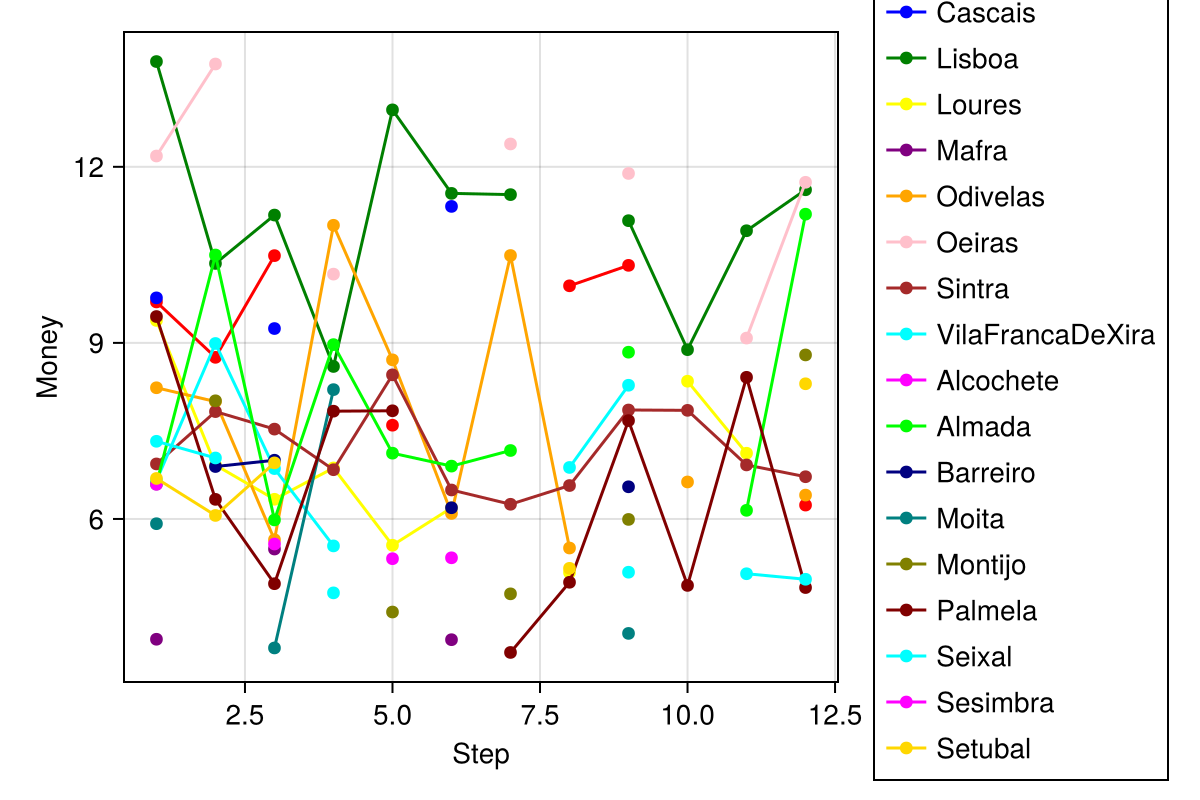 Cascais
Lisboa
Loures
Mafra
Odivelas
Oeiras
Sintra
VilaFrancaDeXira
Alcochete
Almada
Barreiro
Moita
Montijo
Palmela
Seixal
Sesimbra
Setubal
12
9
6
Money
2.5 5.0 7.5 10.0 12.5
Step